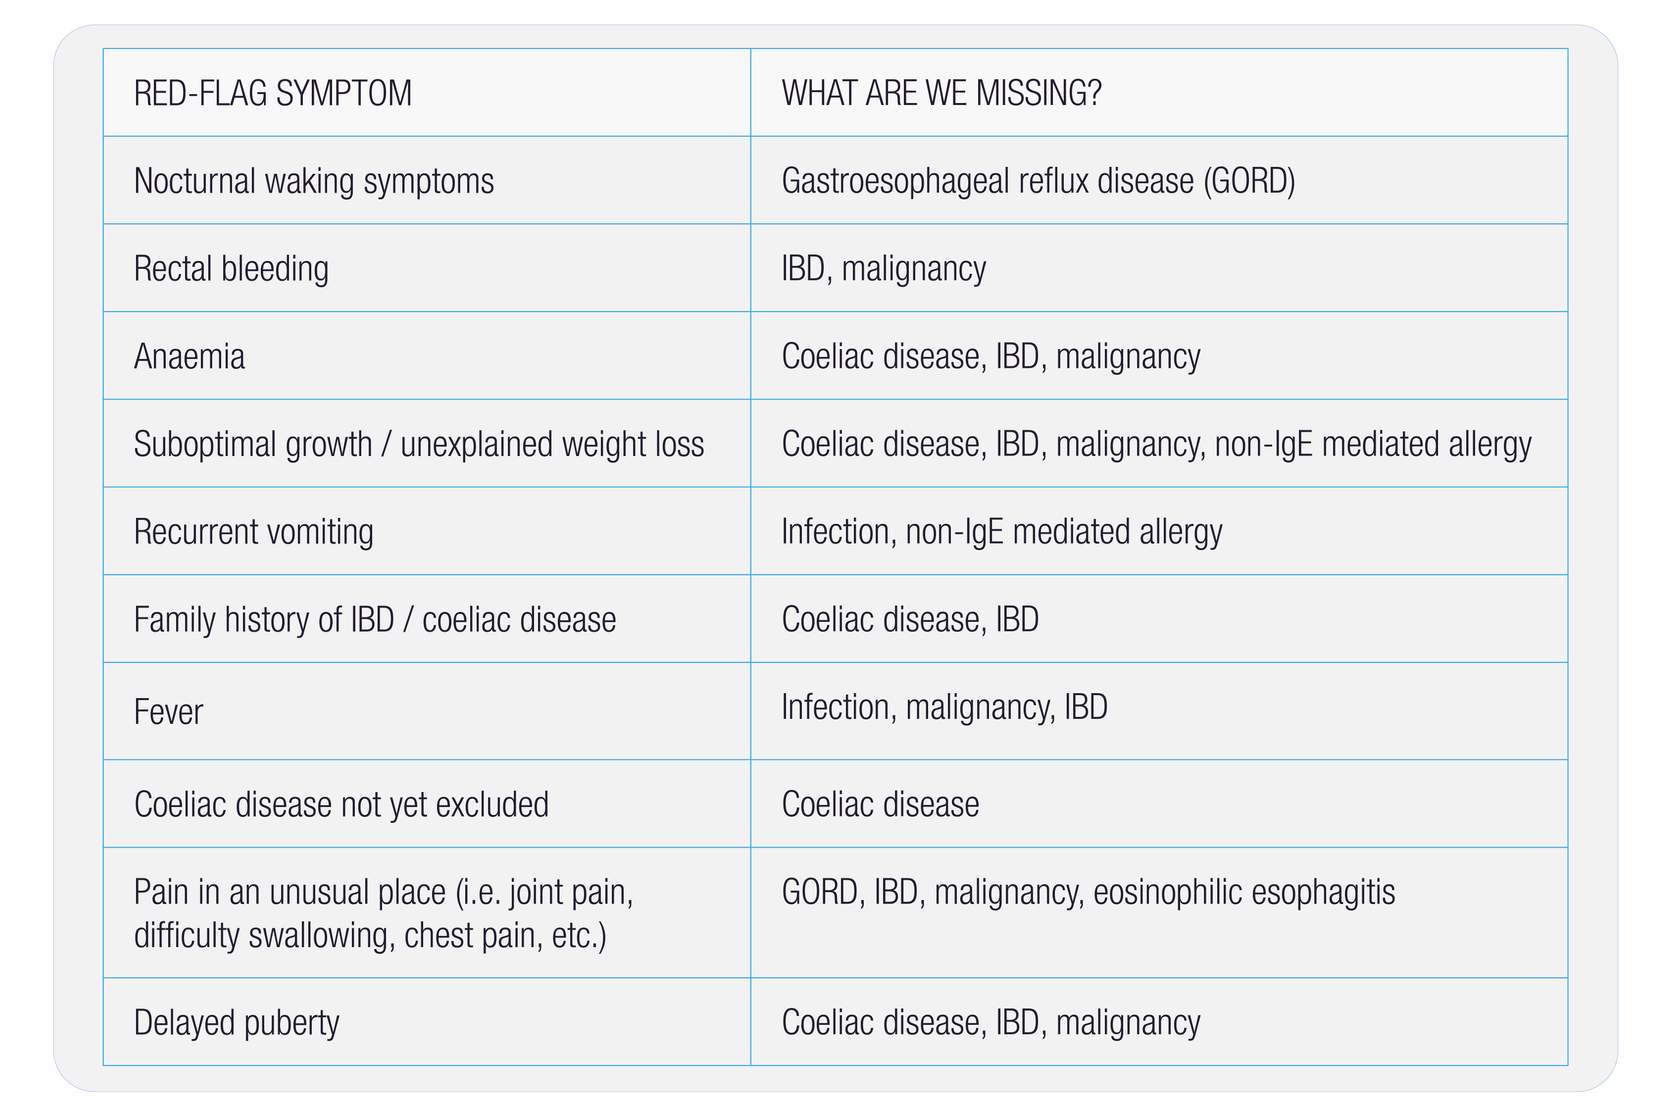 RED-FLAG SYMPTOM
WHAT ARE WE MISSING?
Nocturnal waking symptoms
Gastroesophageal reflux disease (GORD)
Rectal bleeding
IBD, malignancy
Anaemia
Coeliac disease, IBD, malignancy
Suboptimal growth / unexplained weight loss
Coeliac disease, IBD, malignancy, non-IgE mediated allergy
Recurrent vomiting
Infection, non-IgE mediated allergy
Family history of IBD / coeliac disease
Coeliac disease, IBD
Fever
Infection, malignancy, IBD
Coeliac disease not yet excluded
Coeliac disease
Pain in an unusual place (i.e. joint pain,
difficulty swallowing, chest pain, etc.)
GORD, IBD, malignancy, eosinophilic esophagitis
Delayed puberty
Coeliac disease, IBD, malignancy